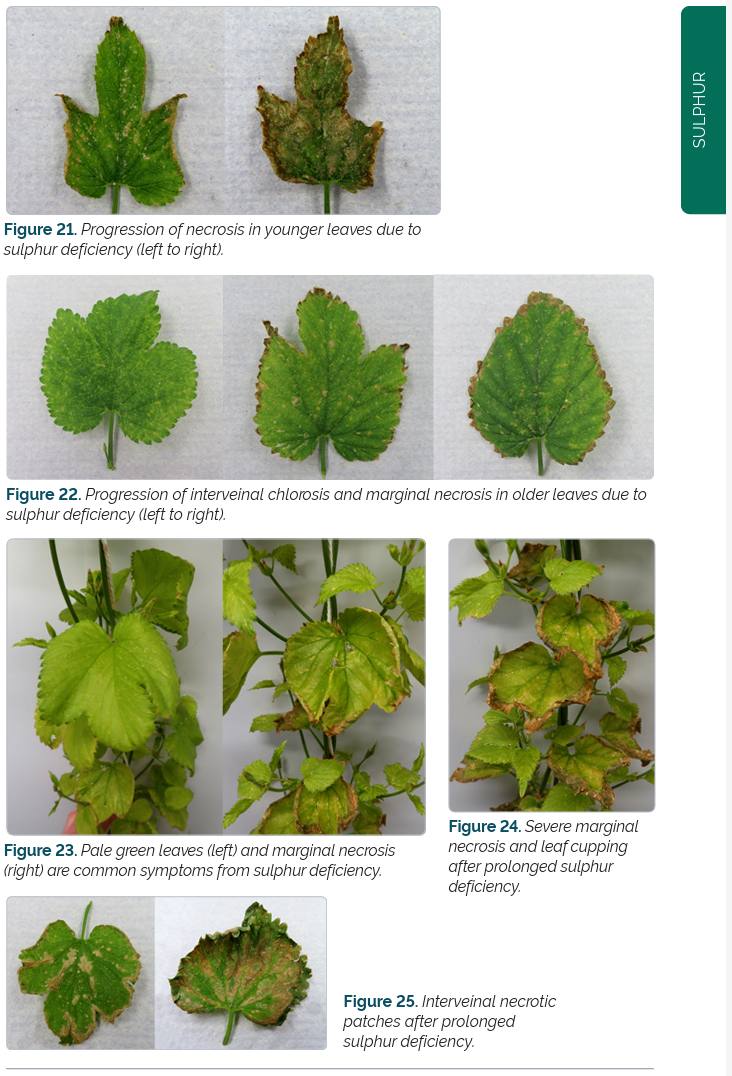 SULPHUR
Figure 21. Progression of necrosis in younger leaves due to
sulphur deficiency (left to right).
Figure 22. Progression of interveinal chlorosis and marginal necrosis in older leaves due to
sulphur deficiency (left to right).
Figure 23. Pale green leaves (left) and marginal necrosis
(right) are common symptoms from sulphur deficiency.
Figure 24. Severe marginal
necrosis and leaf cupping
after prolonged sulphur
deficiency.
Figure 25. Interveinal necrotic
patches after prolonged
sulphur deficiency.